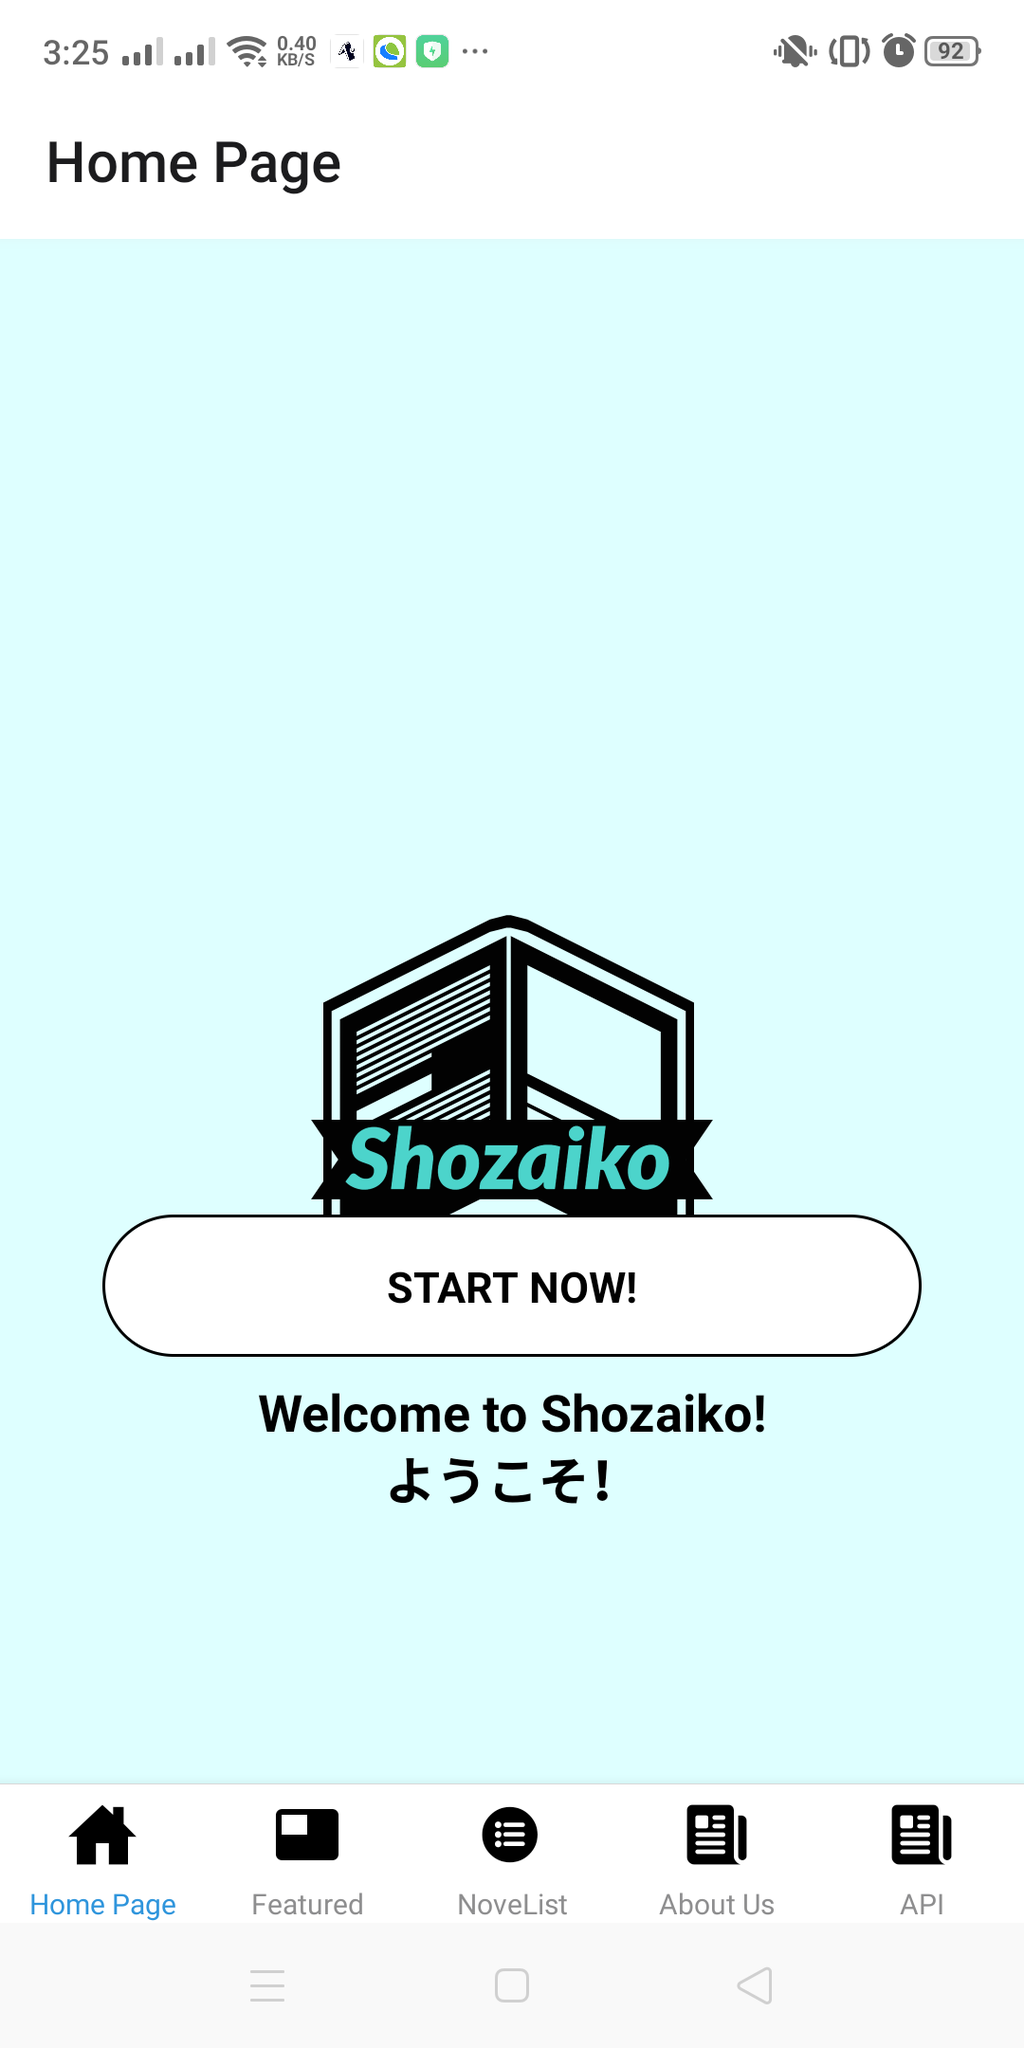 3:25
0.40
KB/S
92
Home Page
Shozaiko
START NOW!
Welcome to Shozaiko!
ようこそ!
Home Page
Featured
NoveList
About Us
API